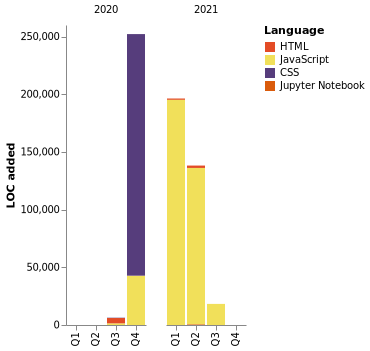 2020 2021
Language
HTML
JavaScript
CSS
Jupyter Notebook
LOC added
250,000
200,000
150,000
100,000
50,000
0
Q1 Q2 Q3 Q4 Q1 Q2 Q3 Q4